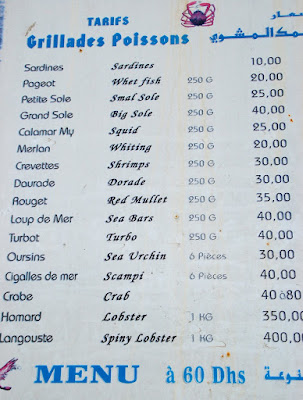 TARIFS سعار
Grillades Poissons مك المشوي
Sardines Sardines 10,00
Pageot Whet fish 250 G 20,00
Petite Sole Smal Sole 250 G 25,00
Grand Sole Big Sole 250 G 40,00
Calamar My Squid 250 G 25,00
Merlan Whiting 250 G 20,00
Crevettes Shrimps 250 G 30,00
Daurade Dorade 250 G 30,00
Rouget Red Mullet 250 G 35,00
Loup de Mer Sea Bars 250 G 40,00
Turbot Turbo 250 G 40,00
Oursins Sea Urchin 6 Pièces 30,00
Cigalles de mer Scampi 6 Pièces 40,00
Crabe Crab 40 à80
Homard Lobster 1 KG 350,00
Langouste Spiny Lobster 1 KG 400,00
MENU à 60 Dhs